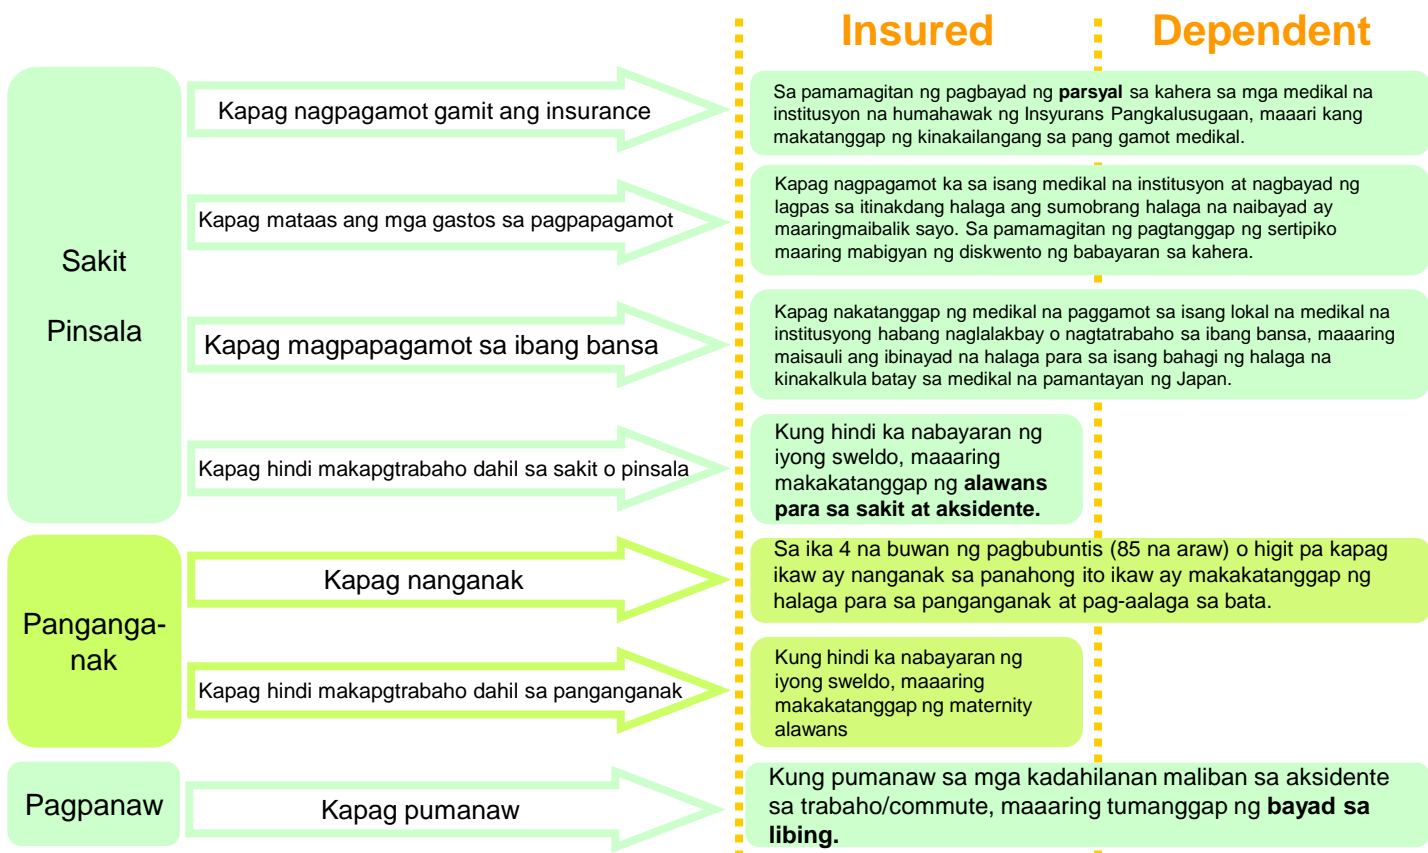 Insured
Dependent
Sakit
Pinsala
Kapag nagpagamot gamit ang insurance
Sa pamamagitan ng pagbayad ng parsyal sa kahera sa mga medikal na
institusyon na humahawak ng Insyurans Pangkalusugaan, maaari kang
makatanggap ng kinakailangang sa pang gamot medikal.
Kapag mataas ang mga gastos sa pagpapagamot
Kapag nagpagamot ka sa isang medikal na institusyon at nagbayad ng
lagpas sa itinakdang halaga ang sumobrang halaga na naibayad ay
maaringmaibalik sayo. Sa pamamagitan ng pagtanggap ng sertipiko
maaring mabigyan ng diskwento ng babayaran sa kahera.
Kapag magpapagamot sa ibang bansa
Kapag nakatanggap ng medikal na paggamot sa isang lokal na medikal na
institusyong habang naglalakbay o nagtatrabaho sa ibang bansa, maaaring
maisauli ang ibinayad na halaga para sa isang bahagi ng halaga na
kinakalkula batay sa medikal na pamantayan ng Japan.
Kapag hindi makapgtrabaho dahil sa sakit o pinsala
Kung hindi ka nabayaran ng
iyong sweldo, maaaring
makakatanggap ng alawans
para sa sakit at aksidente.
Panganga-
nak
Kapag nanganak
Sa ika 4 na buwan ng pagbubuntis (85 na araw) o higit pa kapag
ikaw ay nanganak sa panahong ito ikaw ay makakatanggap ng
halaga para sa panganganak at pag-aalaga sa bata.
Kapag hindi makapgtrabaho dahil sa panganganak
Kung hindi ka nabayaran ng
iyong sweldo, maaaring
makakatanggap ng maternity
alawans
Pagpanaw
Kapag pumanaw
Kung pumanaw sa mga kadahilanan maliban sa aksidente
sa trabaho/commute, maaaring tumanggap ng bayad sa
libing.